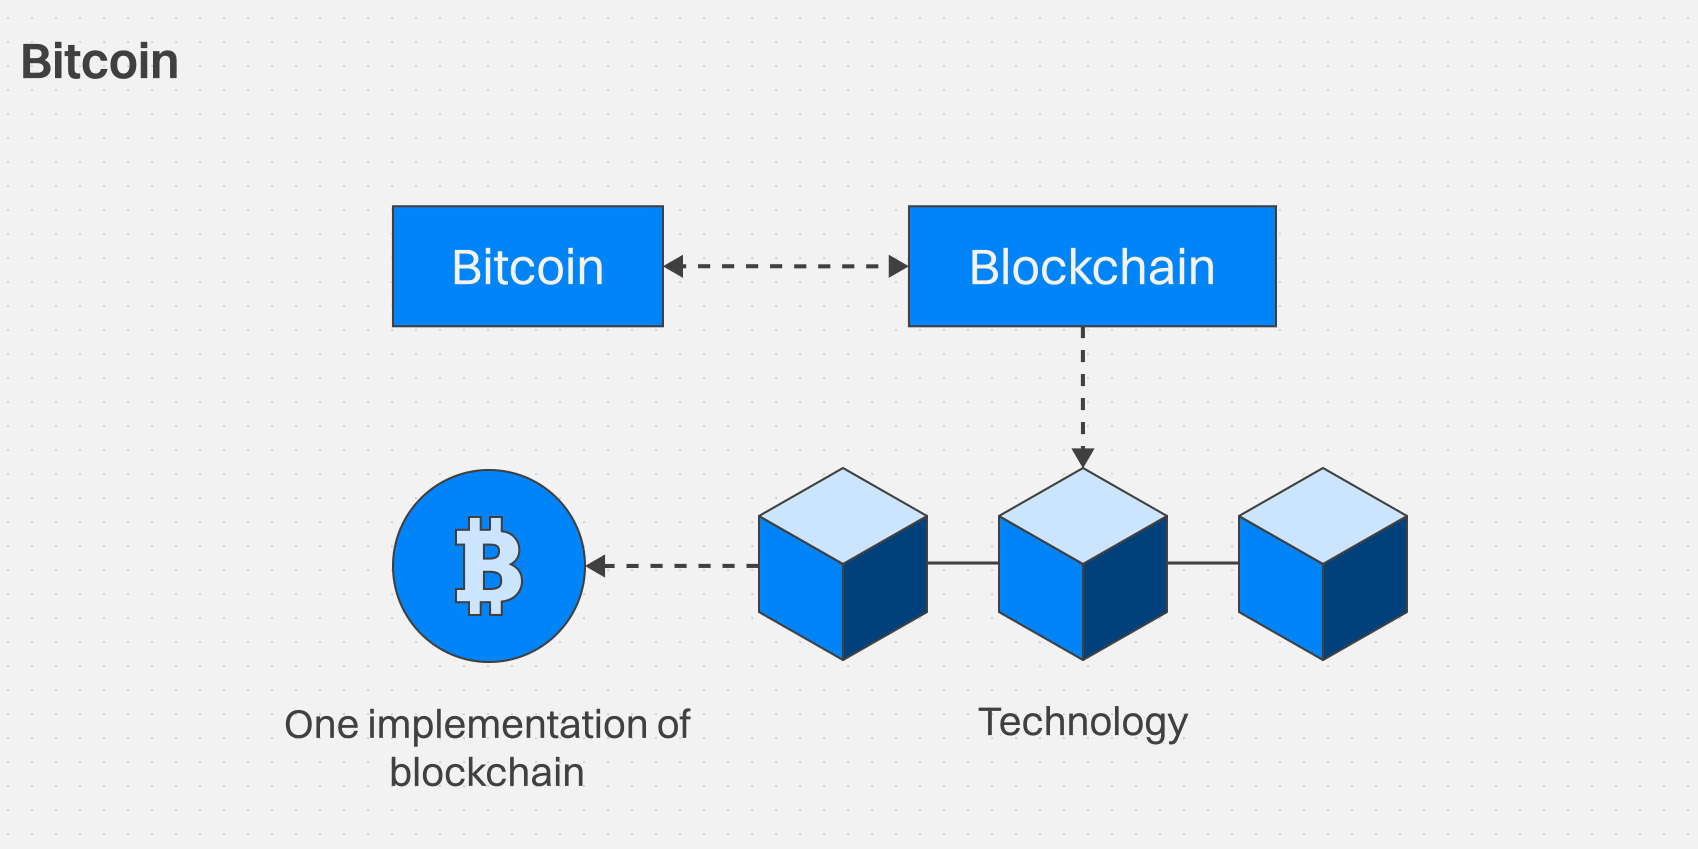 Bitcoin
Bitcoin
Blockchain
One implementation of
blockchain
Technology